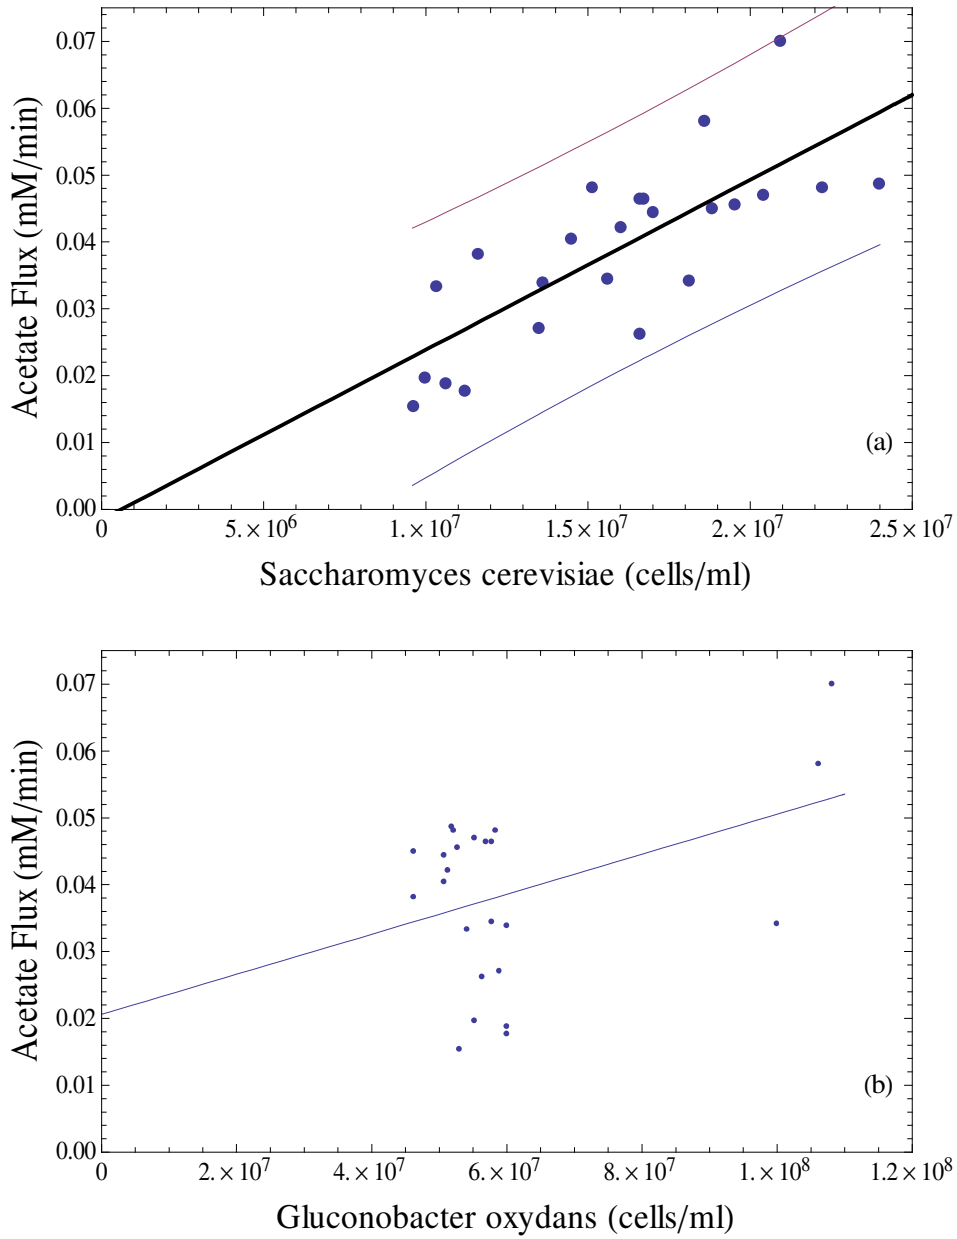 0.07
0.06
0.05
0.04
0.03
0.02
0.01
0.00
Acetate Flux (mM/min)
(a)
0 5.×10⁶ 1.×10⁷ 1.5×10⁷ 2.×10⁷ 2.5×10⁷
Saccharomyces cerevisiae (cells/ml)
0.07
0.06
0.05
0.04
0.03
0.02
0.01
0.00
Acetate Flux (mM/min)
(b)
0 2.×10⁷ 4.×10⁷ 6.×10⁷ 8.×10⁷ 1.×10⁸ 1.2×10⁸
Gluconobacter oxydans (cells/ml)